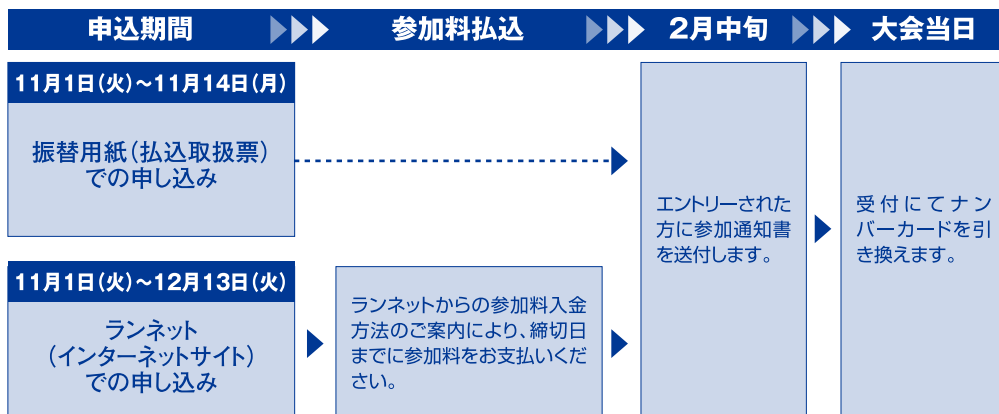 申込期間
参加料払込
2月中旬
大会当日
11月1日（火）～11月14日（月）
振替用紙（払込取扱票）
での申し込み
11月1日（火）～12月13日（火）
ランネット
（インターネットサイト）
での申し込み
ランネットからの参加料入金
方法のご案内により、締切日
までに参加料をお支払いくだ
さい。
エントリーされた
方に参加通知書
を送付します。
受付にてナン
バーカードを引
き換えます。